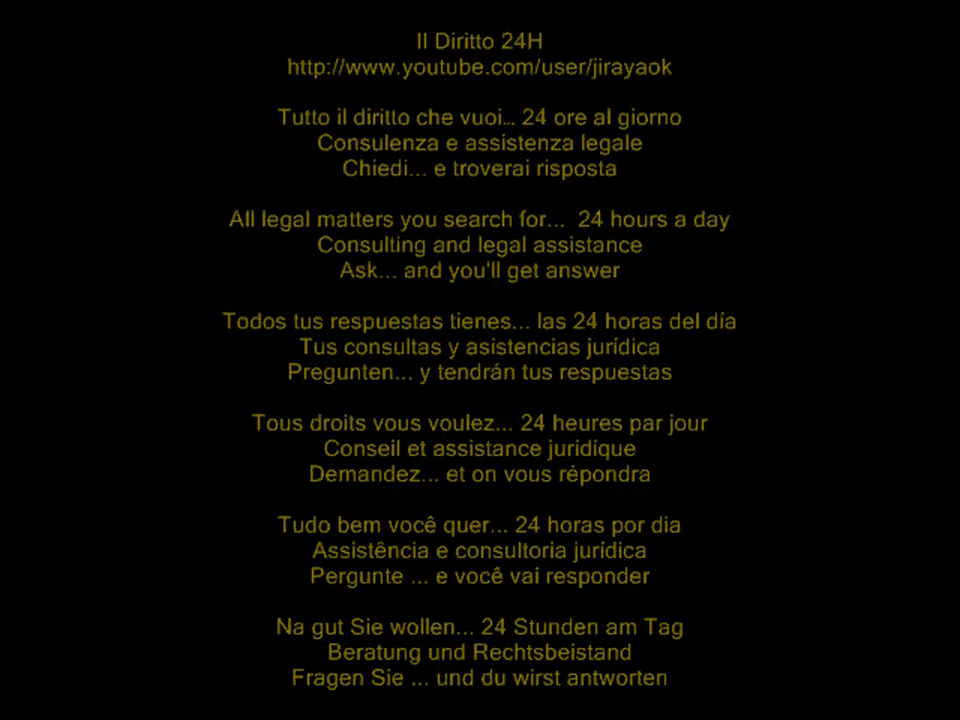 Il Diritto 24H
http://www.youtube.com/user/jirayaok
Tutto il diritto che vuoi... 24 ore al giorno
Consulenza e assistenza legale
Chiedi... e troverai risposta
All legal matters you search for...  24 hours a day
Consulting and legal assistance
Ask... and you'll get answer
Todos tus respuestas tienes... las 24 horas del día
Tus consultas y asistencias jurídica
Pregunten... y tendrán tus respuestas
Tous droits vous voulez... 24 heures par jour
Conseil et assistance juridique
Demandez... et on vous répondra
Tudo bem você quer... 24 horas por dia
Assistência e consultoria jurídica
Pergunte ... e você vai responder
Na gut Sie wollen... 24 Stunden am Tag
Beratung und Rechtsbeistand
Fragen Sie ... und du wirst antworten